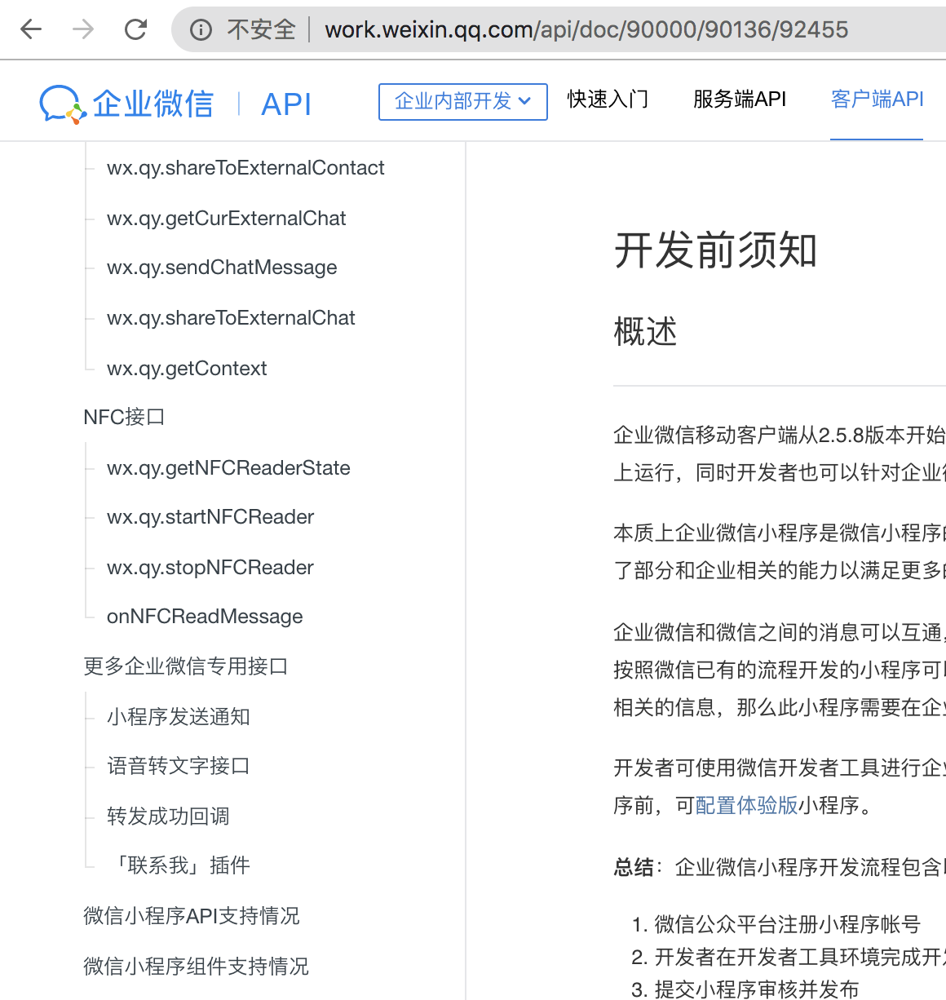 不安全 work.weixin.qq.com/api/doc/90000/90136/92455
企业微信 API 企业内部开发 快速入门 服务端API 客户端API
wx.qy.shareToExternalContact
wx.qy.getCurExternalChat
wx.qy.sendChatMessage
wx.qy.shareToExternalChat
wx.qy.getContext
NFC接口
wx.qy.getNFCReaderState
wx.qy.startNFCReader
wx.qy.stopNFCReader
onNFCReadMessage
更多企业微信专用接口
小程序发送通知
语音转文字接口
转发成功回调
「联系我」插件
微信小程序API支持情况
微信小程序组件支持情况
开发前须知
概述
企业微信移动客户端从2.5.8版本开始
上运行，同时开发者也可以针对企业
本质上企业微信小程序是微信小程序
了部分和企业相关的能力以满足更多
企业微信和微信之间的消息可以互通，
按照微信已有的流程开发的小程序可
相关的信息，那么此小程序需要在企
开发者可使用微信开发者工具进行企
序前，可配置体验版小程序。
总结：企业微信小程序开发流程包含
1. 微信公众平台注册小程序帐号
2. 开发者在开发者工具环境完成开
3. 提交小程序审核并发布